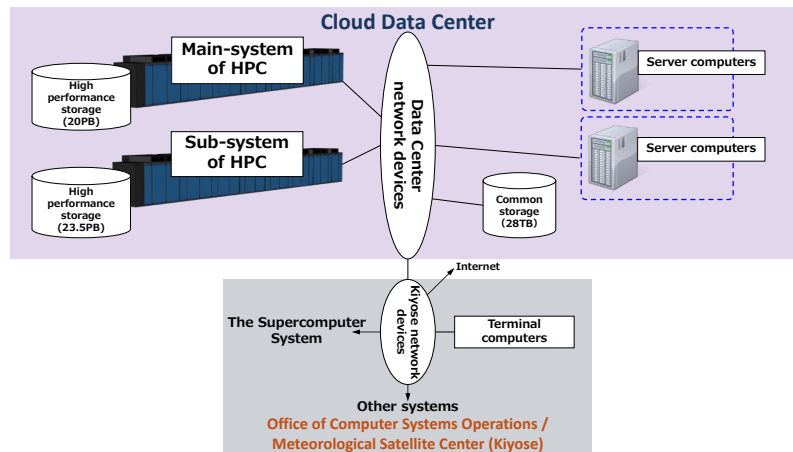 Cloud Data Center
Main-system
of HPC
High
performance
storage
(20PB)
Sub-system
of HPC
High
performance
storage
(23.5PB)
Data Center
network devices
Server computers
Server computers
Common
storage
(28TB)
Internet
Kiyose network
devices
The Supercomputer
System
Terminal
computers
Other systems
Office of Computer Systems Operations /
Meteorological Satellite Center (Kiyose)